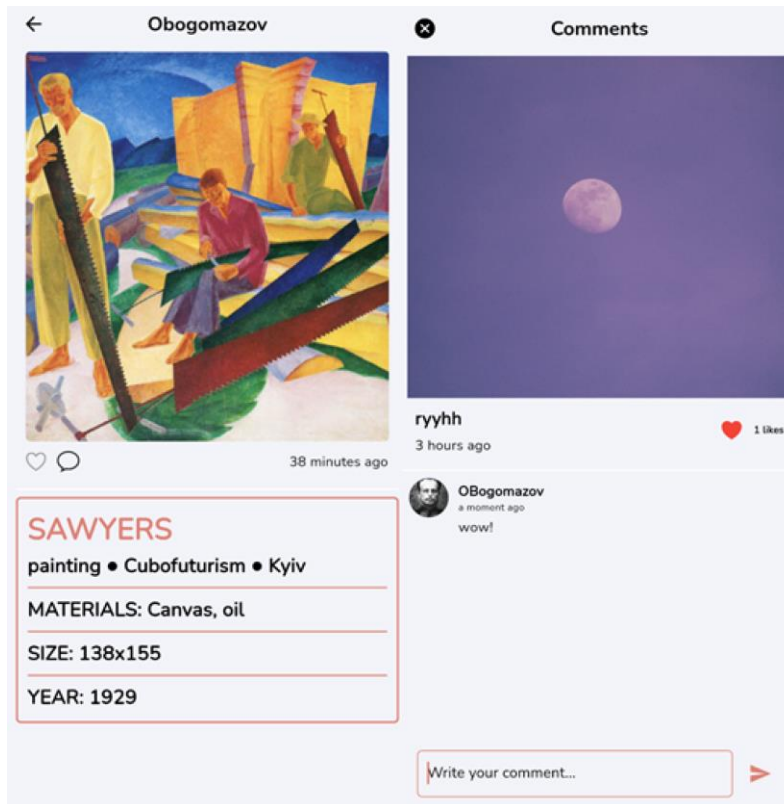 Obogomazov
38 minutes ago
SAWYERS
painting ● Cubofuturism ● Kyiv
MATERIALS: Canvas, oil
SIZE: 138x155
YEAR: 1929
Comments
ryyhh
3 hours ago
1 likes
OBogomazov
a moment ago
wow!
Write your comment...